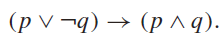 (p ∨ ¬q) → (p ∧ q).